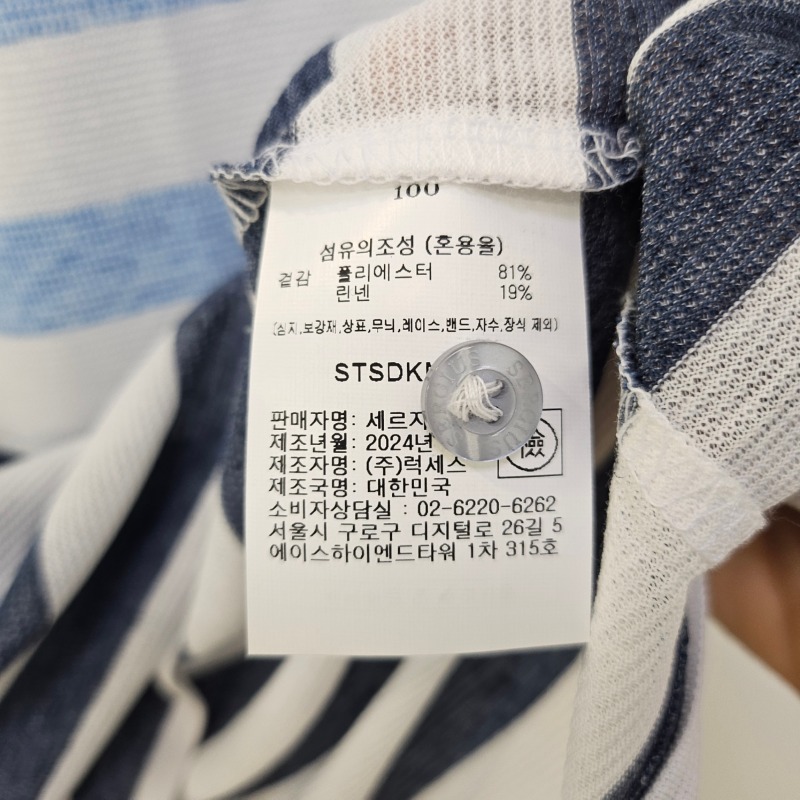 100
섬유의조성 (혼용율)
겉감 폴리에스터 81%
린넨 19%
(심지,보강재,상표,무늬,레이스,밴드,자수,장식 제외)
판매자명:
제조년월: 2024년
제조자명: (주)럭세스
제조국명: 대한민국
소비자상담실 : 02-6220-6262
서울시 구로구 디지털로 26길 5
에이스하이엔드타워 1차 315호